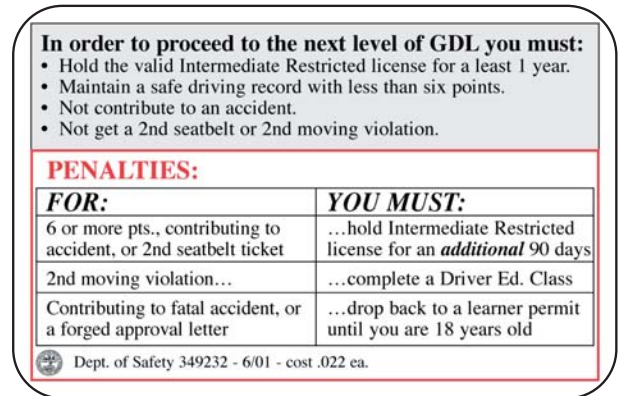 In order to proceed to the next level of GDL you must:
• Hold the valid Intermediate Restricted license for a least 1 year.
• Maintain a safe driving record with less than six points.
• Not contribute to an accident.
• Not get a 2nd seatbelt or 2nd moving violation.
PENALTIES:
FOR: YOU MUST:
6 or more pts., contributing to
accident, or 2nd seatbelt ticket
…hold Intermediate Restricted
license for an additional 90 days
2nd moving violation… …complete a Driver Ed. Class
Contributing to fatal accident, or
a forged approval letter
…drop back to a learner permit
until you are 18 years old
Dept. of Safety 349232 - 6/01 - cost .022 ea.